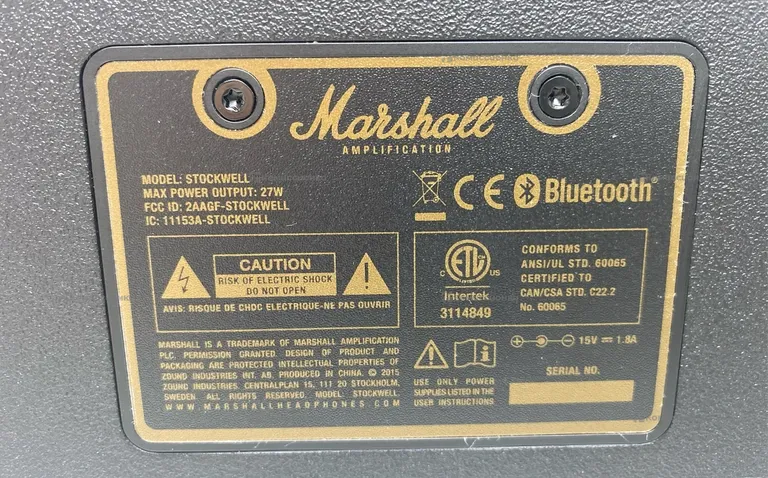 Marshall
AMPLIFICATION
MODEL: STOCKWELL
MAX POWER OUTPUT: 27W
FCC ID: 2AAGF-STOCKWELL
IC: 11153A-STOCKWELL
CE Bluetooth®
CAUTION
RISK OF ELECTRIC SHOCK
DO NOT OPEN
AVIS: RISQUE DE CHOC ELECTRIQUE-NE PAS OUVRIR
C ETL US
Intertek
3114849
CONFORMS TO
ANSI/UL STD. 60065
CERTIFIED TO
CAN/CSA STD. C22.2
No. 60065
MARSHALL IS A TRADEMARK OF MARSHALL AMPLIFICATION
PLC. PERMISSION GRANTED. DESIGN OF PRODUCT AND
PACKAGING ARE PROTECTED INTELLECTUAL PROPERTIES OF
ZOUND INDUSTRIES INT. AB. PRODUCED IN CHINA. © 2015
ZOUND INDUSTRIES. CENTRALPLAN 15, 111 20 STOCKHOLM,
SWEDEN ALL RIGHTS RESERVED. MODEL: STOCKWELL.
WWW.MARSHALLHEADPHONES.COM
15V ⎓ 1.8A
USE ONLY POWER
SUPPLIES LISTED IN THE
USER INSTRUCTIONS
SERIAL NO.